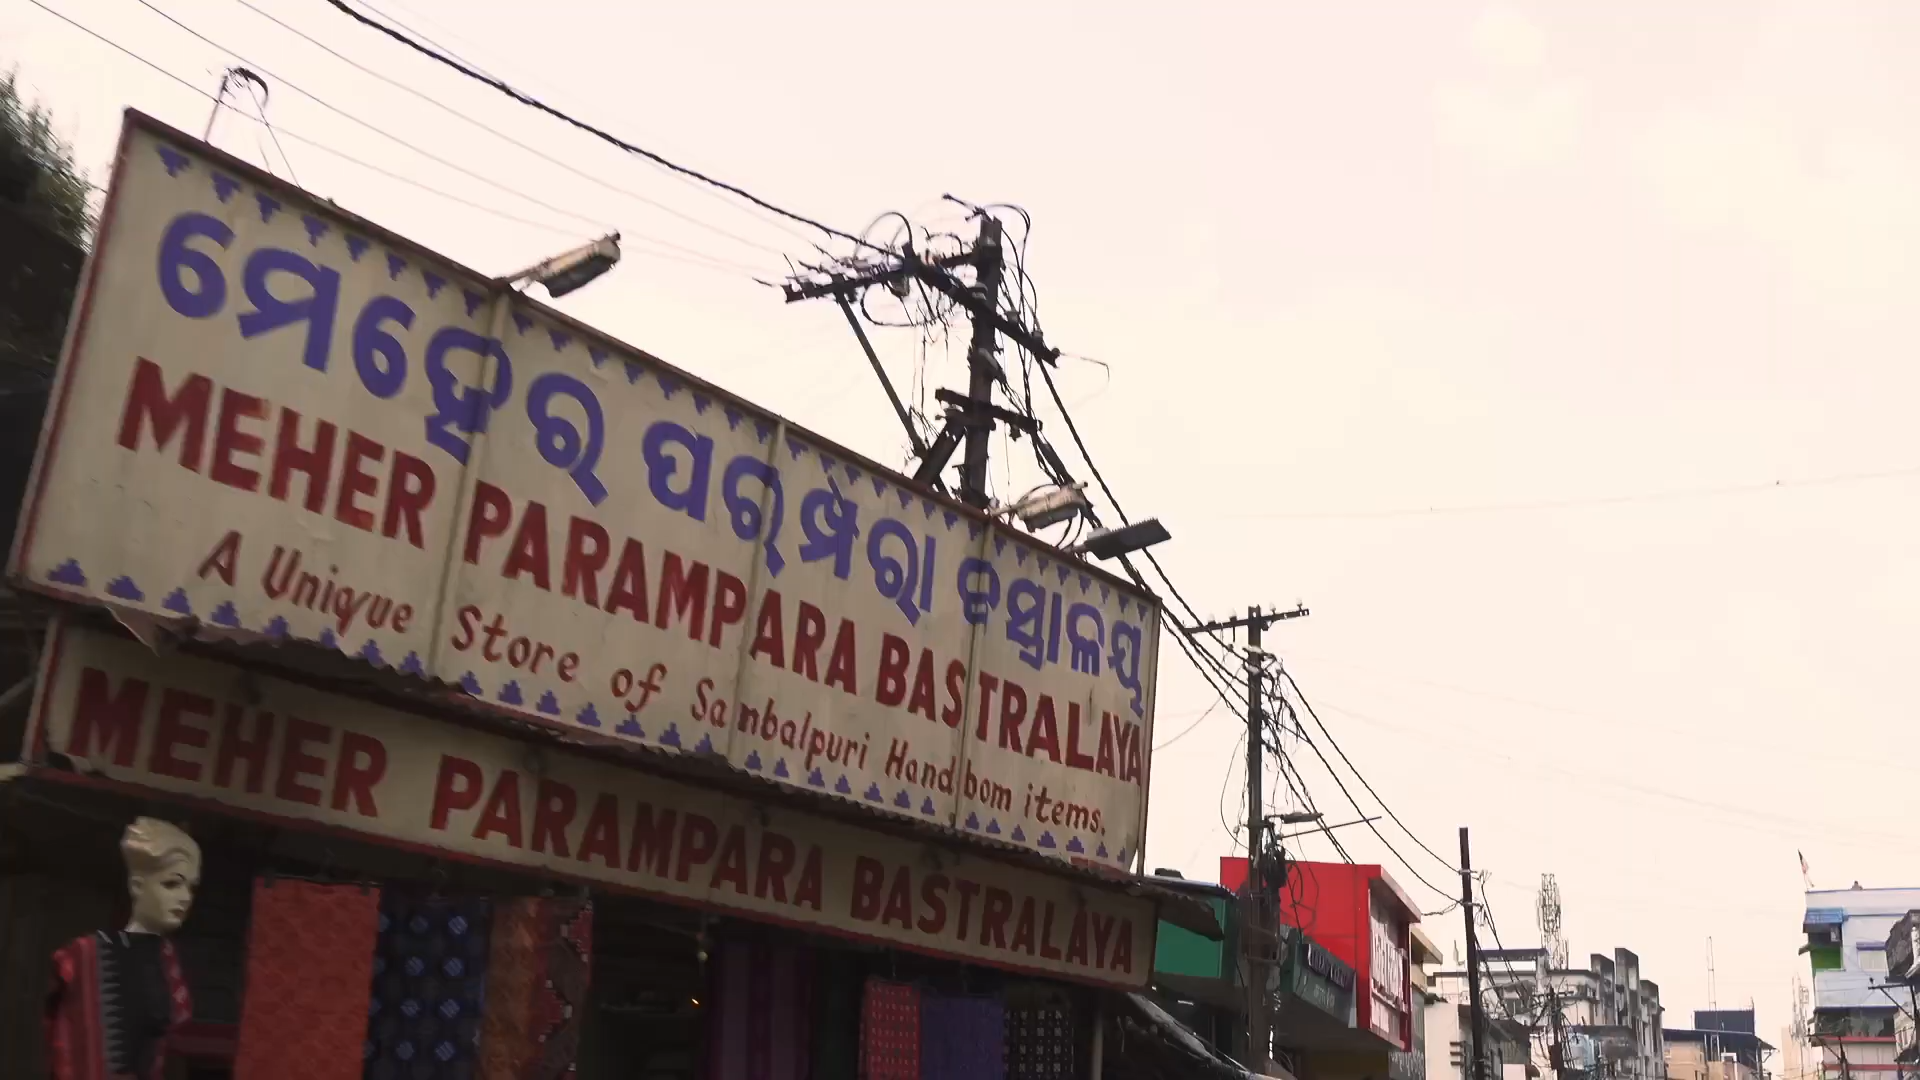 ମେହେର ପରମ୍ପରା ବସ୍ତ୍ରାଳୟ
MEHER PARAMPARA BASTRALAYA
A Unique Store of Sambalpuri Handloom items.
MEHER PARAMPARA BASTRALAYA